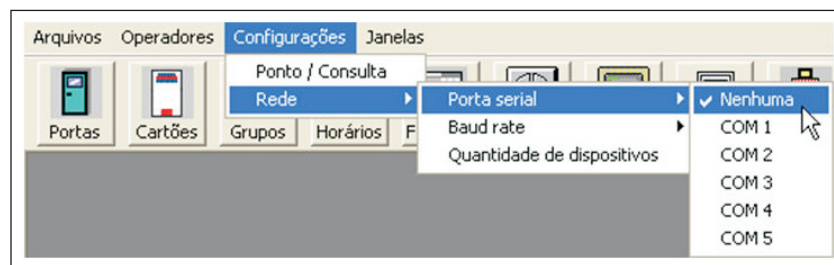 Arquivos Operadores Configurações Janelas
Ponto / Consulta
Rede
Porta serial
Nenhuma
Portas Cartões Grupos Horários F
Baud rate
COM 1
Quantidade de dispositivos
COM 2
COM 3
COM 4
COM 5